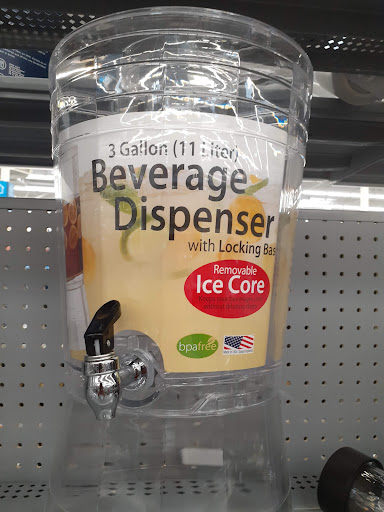 3 Gallon (11 Liter)
Beverage
Dispenser
with Locking Bas
Removable
Ice Core
bpafree